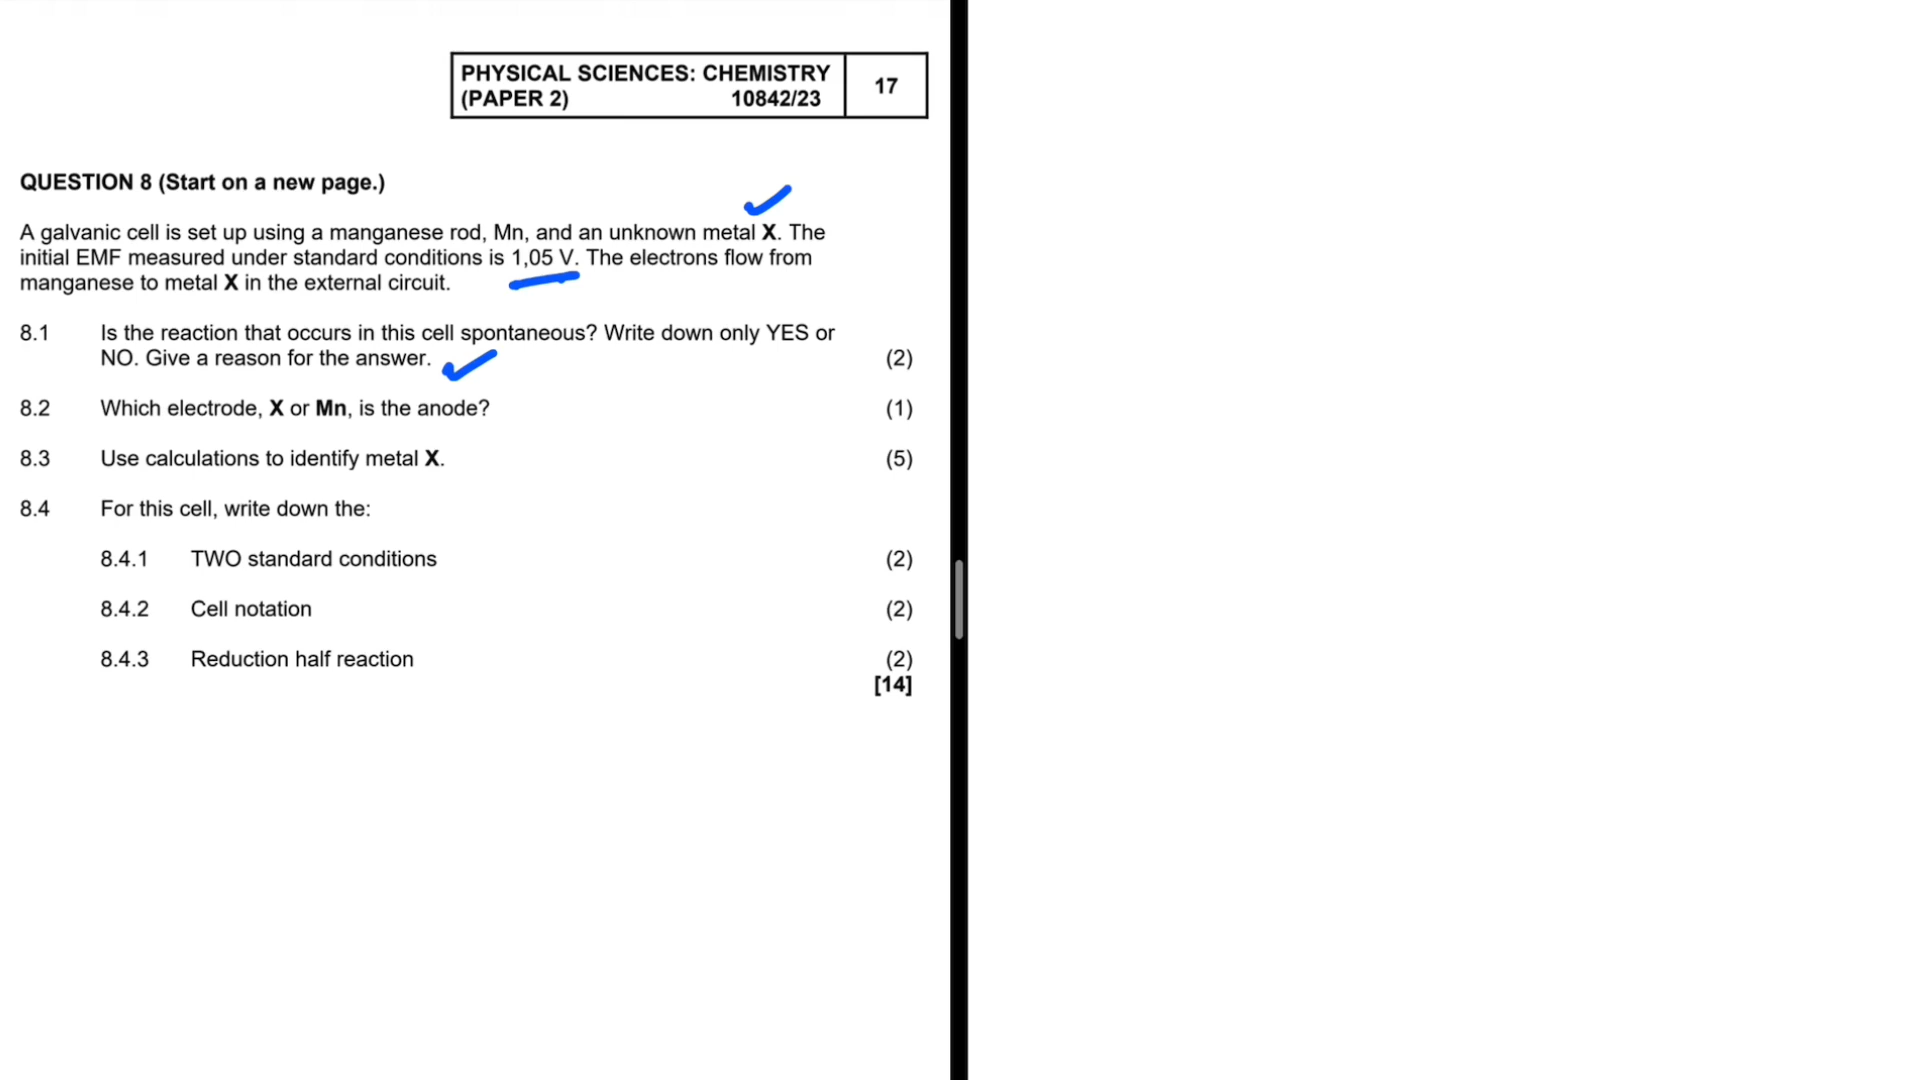 PHYSICAL SCIENCES: CHEMISTRY
(PAPER 2) 10842/23
17
QUESTION 8 (Start on a new page.)
A galvanic cell is set up using a manganese rod, Mn, and an unknown metal X. The
initial EMF measured under standard conditions is 1,05 V. The electrons flow from
manganese to metal X in the external circuit.
8.1 Is the reaction that occurs in this cell spontaneous? Write down only YES or
NO. Give a reason for the answer. (2)
8.2 Which electrode, X or Mn, is the anode? (1)
8.3 Use calculations to identify metal X. (5)
8.4 For this cell, write down the:
8.4.1 TWO standard conditions (2)
8.4.2 Cell notation (2)
8.4.3 Reduction half reaction (2)
[14]